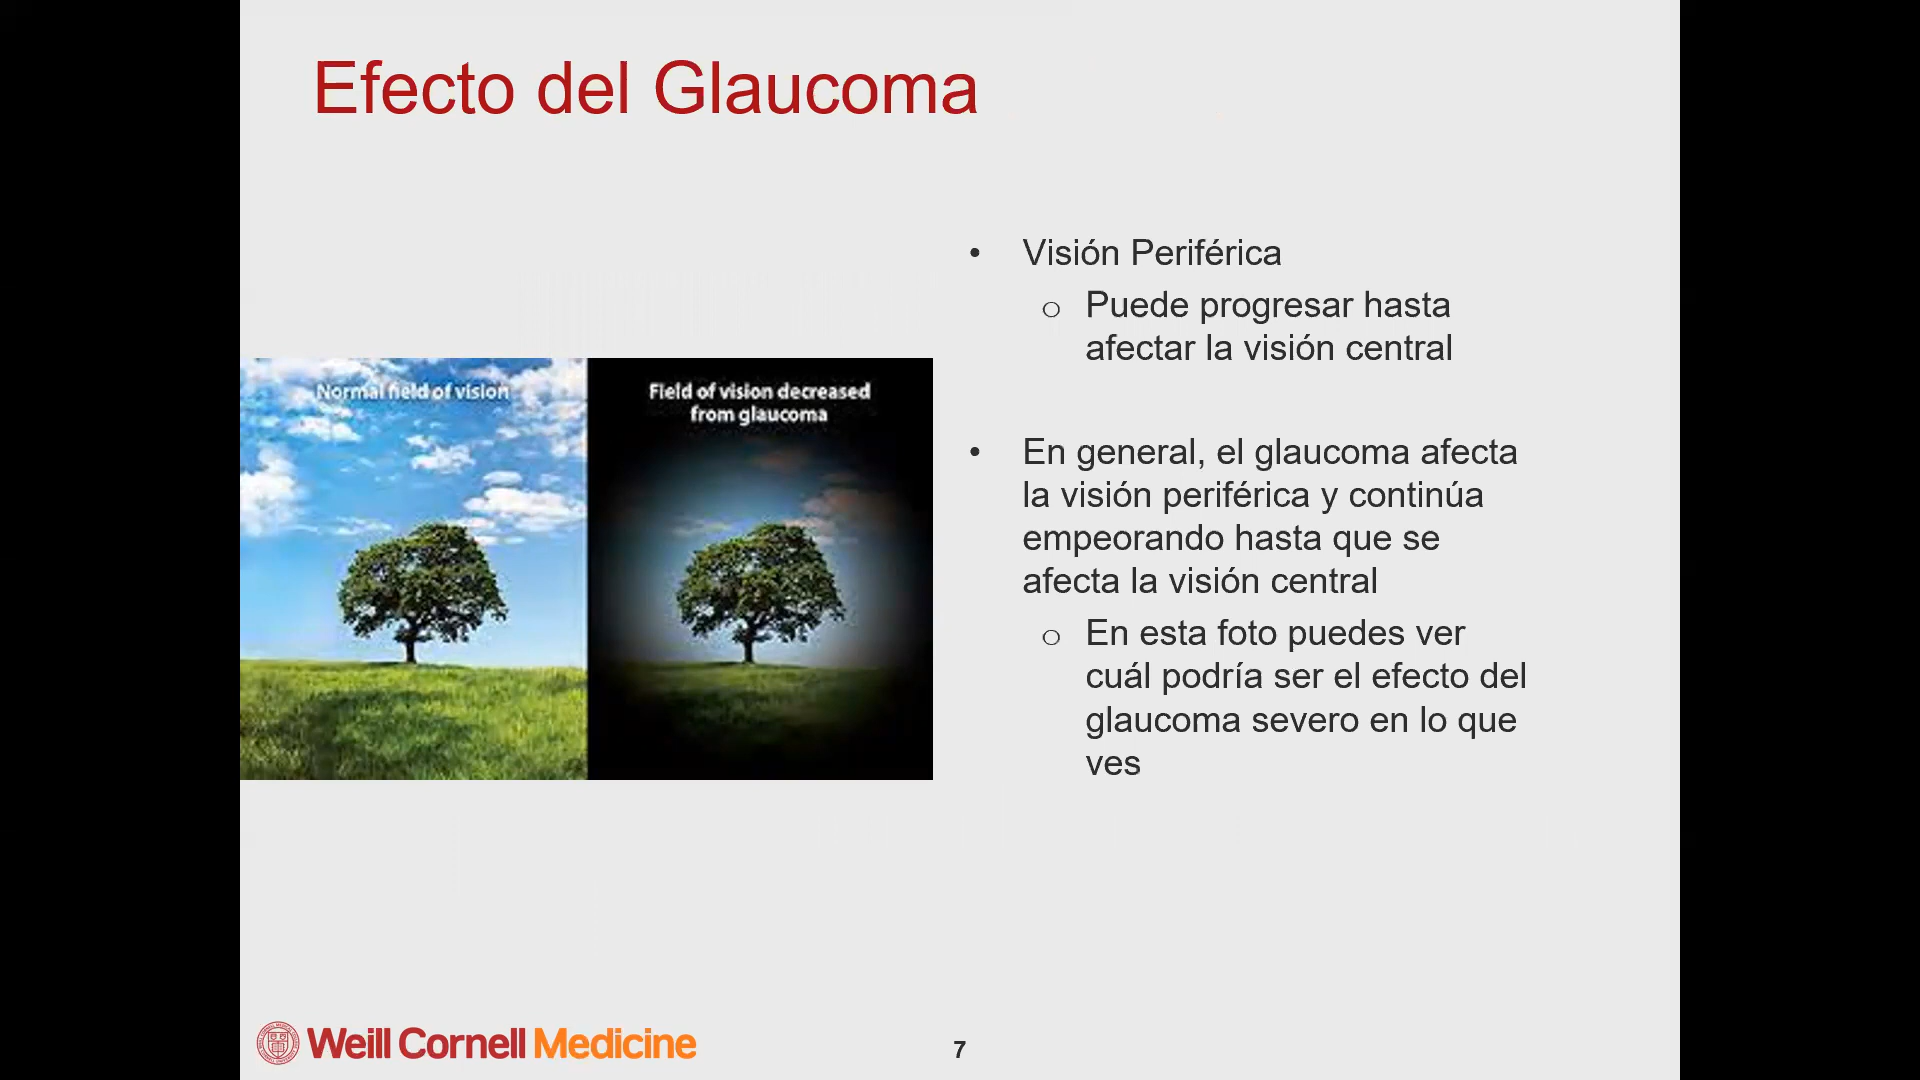 Efecto del Glaucoma
Normal field of vision
Field of vision decreased
from glaucoma
• Visión Periférica
o Puede progresar hasta
afectar la visión central
• En general, el glaucoma afecta
la visión periférica y continúa
empeorando hasta que se
afecta la visión central
o En esta foto puedes ver
cuál podría ser el efecto del
glaucoma severo en lo que
ves
Weill Cornell Medicine
7